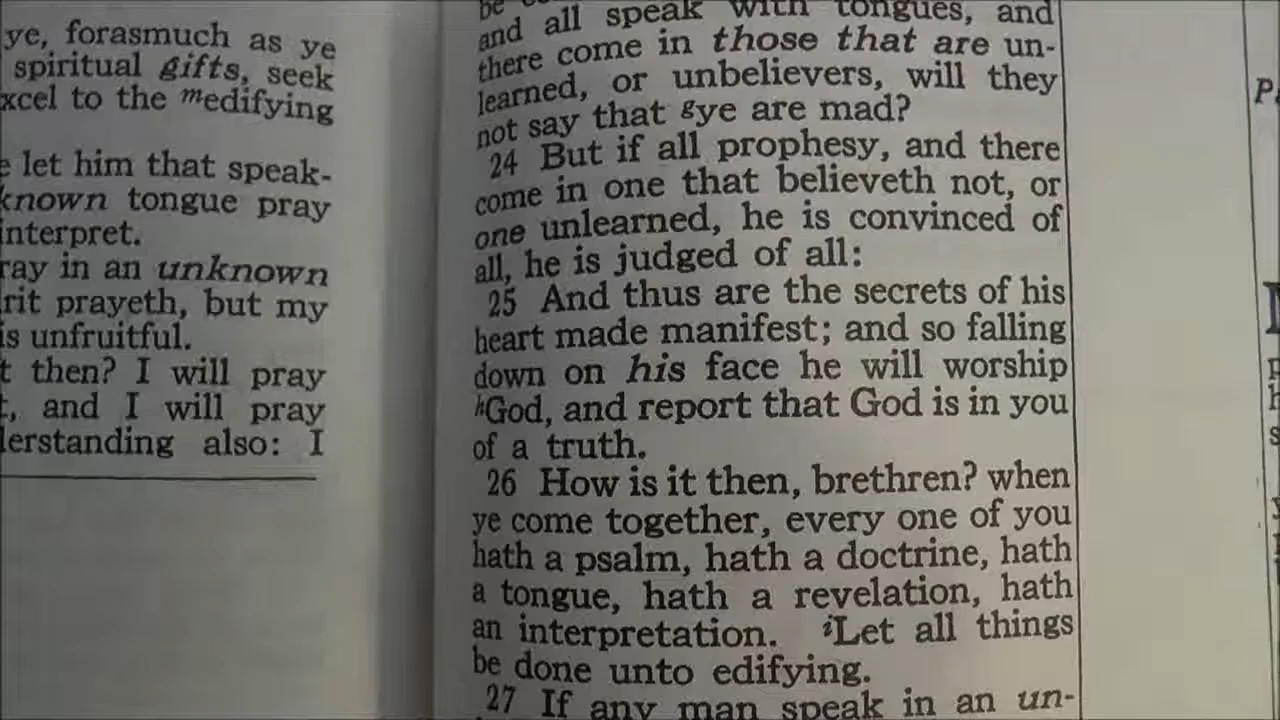 ye, forasmuch as ye
spiritual gifts, seek
xcel to the medifying
let him that speak-
known tongue pray
interpret.
ray in an unknown
rit prayeth, but my
is unfruitful.
t then? I will pray
, and I will pray
derstanding also: I
be
and all speak with tongues, and
there come in those that are un-
learned, or unbelievers, will they
not say that gye are mad?
24 But if all prophesy, and there
come in one that believeth not, or
one unlearned, he is convinced of
all, he is judged of all:
25 And thus are the secrets of his
heart made manifest; and so falling
down on his face he will worship
hGod, and report that God is in you
of a truth.
26 How is it then, brethren? when
ye come together, every one of you
hath a psalm, hath a doctrine, hath
a tongue, hath a revelation, hath
an interpretation. iLet all things
be done unto edifying.
27 If any man speak in an un-